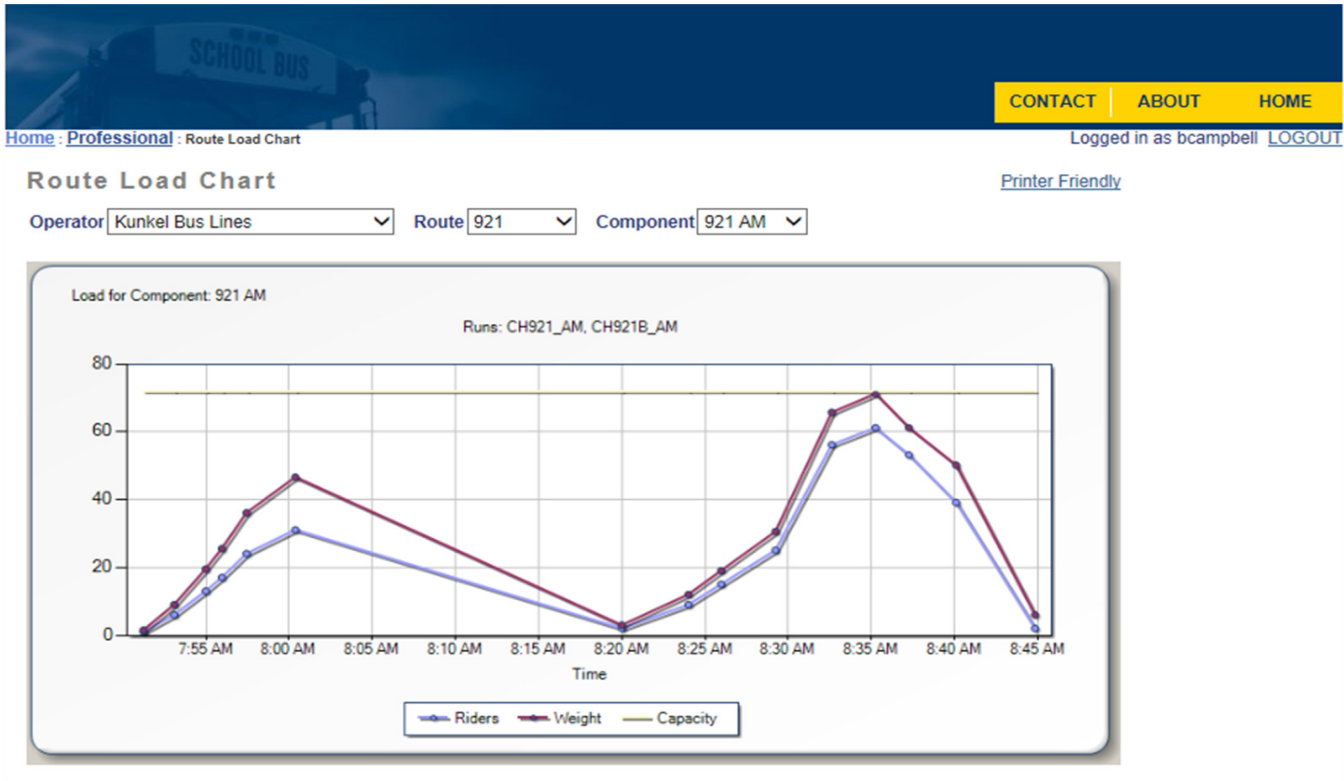 SCHOOL BUS
CONTACT ABOUT HOME
Home : Professional : Route Load Chart Logged in as bcampbell LOGOUT
Route Load Chart Printer Friendly
Operator Kunkel Bus Lines Route 921 Component 921 AM
Load for Component: 921 AM
Runs: CH921_AM, CH921B_AM
80
60
40
20
0
7:55 AM 8:00 AM 8:05 AM 8:10 AM 8:15 AM 8:20 AM 8:25 AM 8:30 AM 8:35 AM 8:40 AM 8:45 AM
Time
Riders Weight Capacity